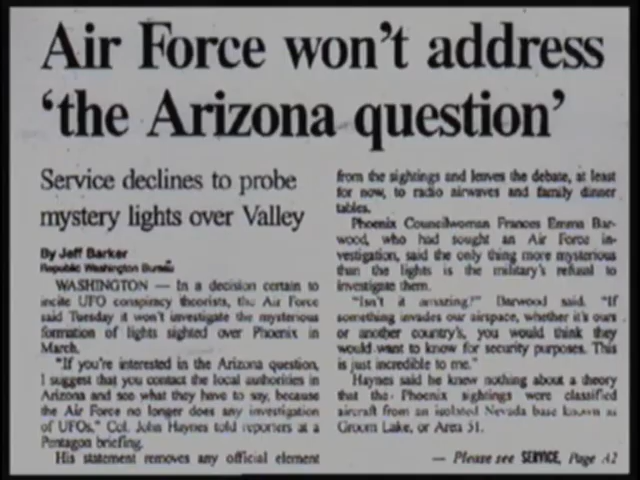 Air Force won't address
'the Arizona question'
Service declines to probe
mystery lights over Valley
By Jeff Barker
Republic Washington Bureau
WASHINGTON — In a decision certain to
incite UFO conspiracy theorists, the Air Force
said Tuesday it won't investigate the mysterious
formation of lights sighted over Phoenix in
March.
"If you're interested in the Arizona question,
I suggest that you contact the local authorities in
Arizona and see what they have to say, because
the Air Force no longer does any investigation
of UFOs," Col. John Haynes told reporters at a
Pentagon briefing.
His statement removes any official element
from the sightings and leaves the debate, at least
for now, to radio airwaves and family dinner
tables.
Phoenix Councilwoman Frances Emma Bar-
wood, who had sought an Air Force in-
vestigation, said the only thing more mysterious
than the lights is the military's refusal to
investigate them.
"Isn't it amazing?" Barwood said. "If
something invades our airspace, whether it's ours
or another country's, you would think they
would want to know for security purposes. This
is just incredible to me."
Haynes said he knew nothing about a theory
that the Phoenix sightings were classified
aircraft from an isolated Nevada base known as
Groom Lake, or Area 51.
— Please see SERVICE, Page A2